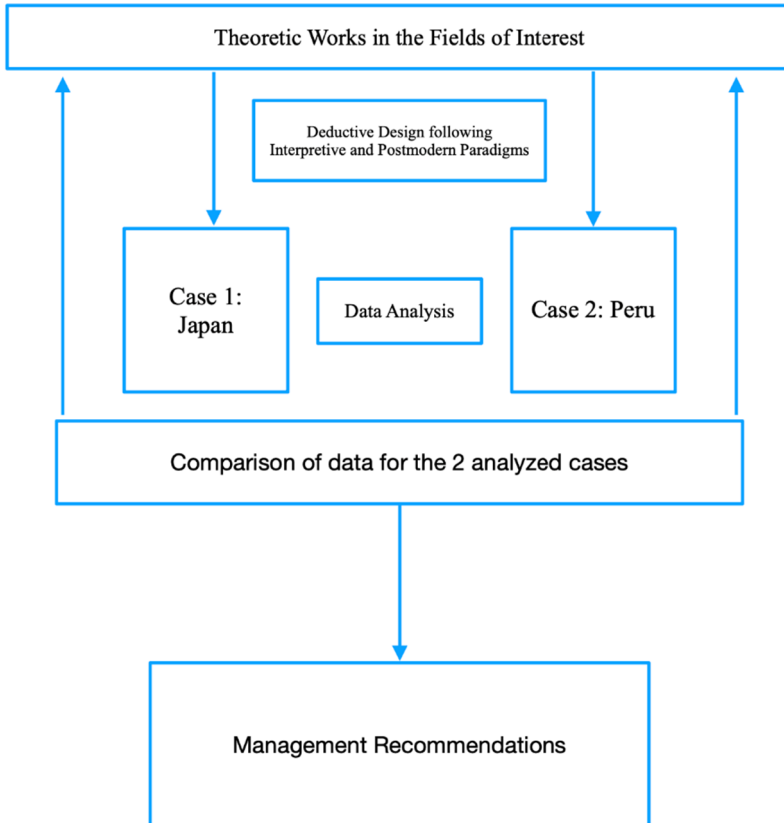 Theoretic Works in the Fields of Interest
Deductive Design following
Interpretive and Postmodern Paradigms
Case 1:
Japan
Data Analysis
Case 2: Peru
Comparison of data for the 2 analyzed cases
Management Recommendations